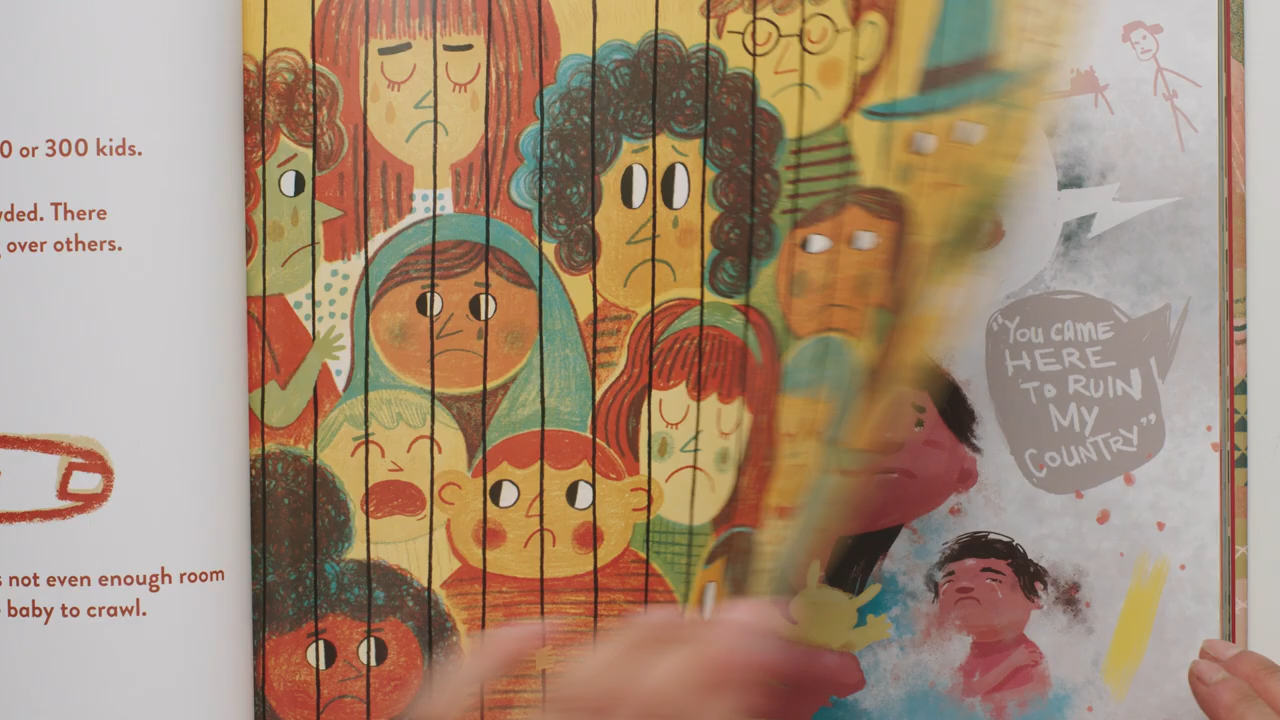 0 or 300 kids.
ded. There
over others.
s not even enough room
baby to crawl.
"YOU CAME
HERE
TO RUIN
MY
COUNTRY"